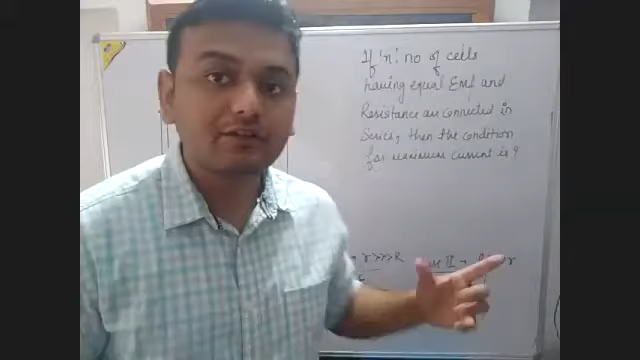 If 'n' no of cells
having equal Emf and
Resistance are connected in
Series, then the condition
for maximum current is ?
r >>> R
II →